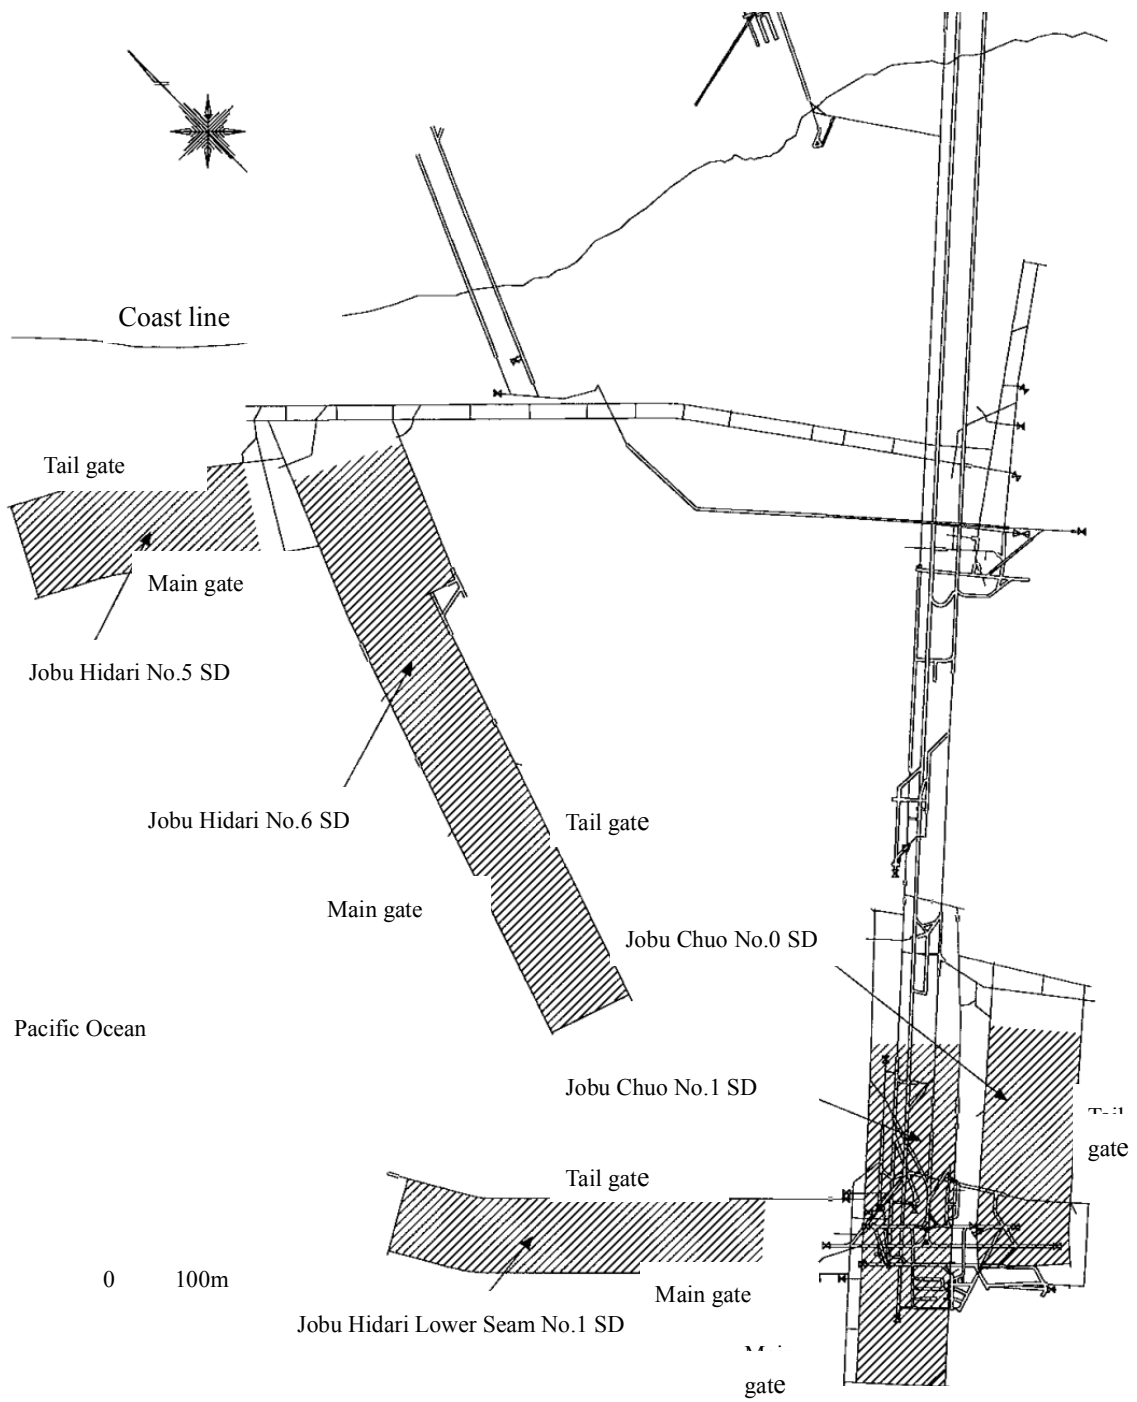 Coast line
Tail gate
Main gate
Jobu Hidari No.5 SD
Jobu Hidari No.6 SD
Tail gate
Main gate
Jobu Chuo No.0 SD
Pacific Ocean
Jobu Chuo No.1 SD
gate
Tail gate
0 100m
Main gate
Jobu Hidari Lower Seam No.1 SD
gate